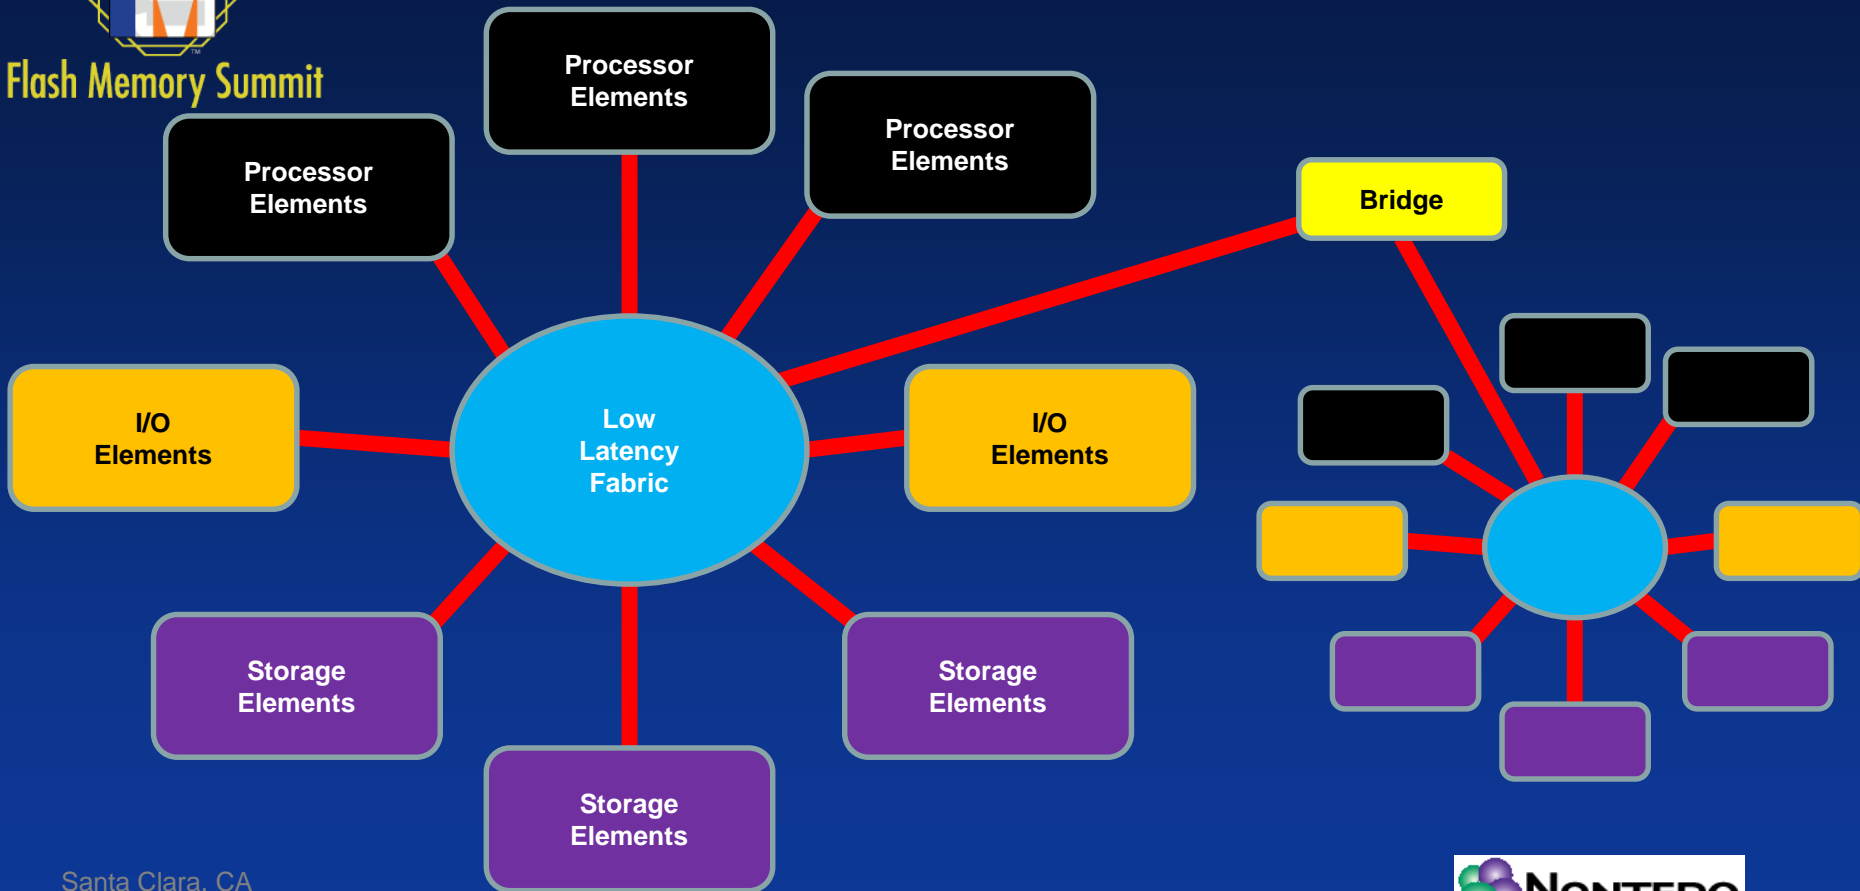 Flash Memory Summit
Processor
Elements
Processor
Elements
Processor
Elements
Bridge
I/O
Elements
Low
Latency
Fabric
I/O
Elements
Storage
Elements
Storage
Elements
Storage
Elements
Santa Clara, CA
NANTERO